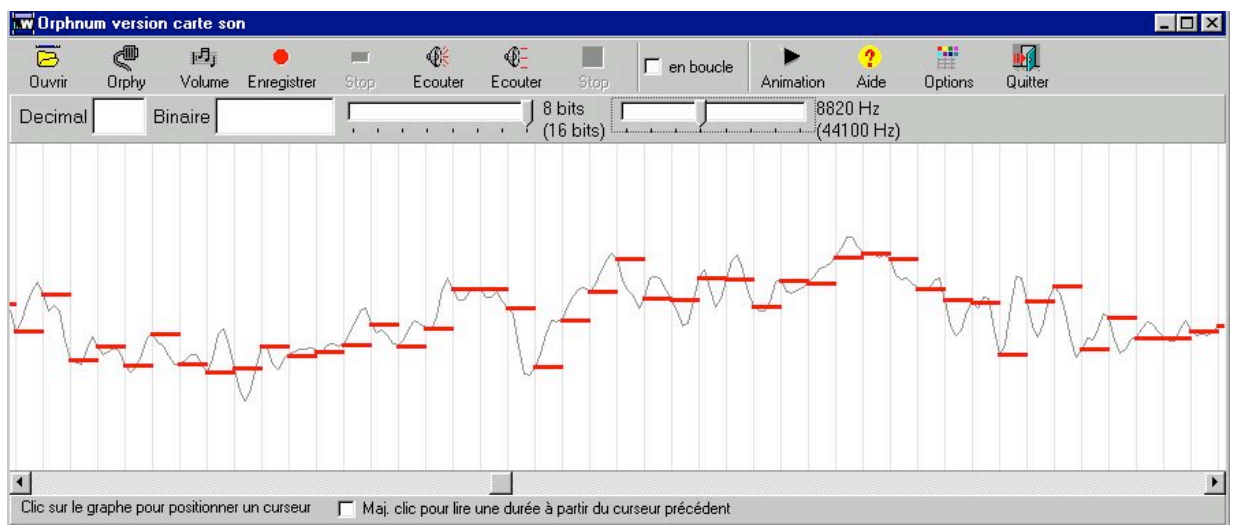 Orphnum version carte son
Ouvrir Orphy Volume Enregistrer Stop Ecouter Ecouter Stop en boucle Animation Aide Options Quitter
Decimal Binaire 8 bits 8820 Hz
(16 bits) (44100 Hz)
Clic sur le graphe pour positionner un curseur Maj. clic pour lire une durée à partir du curseur précédent